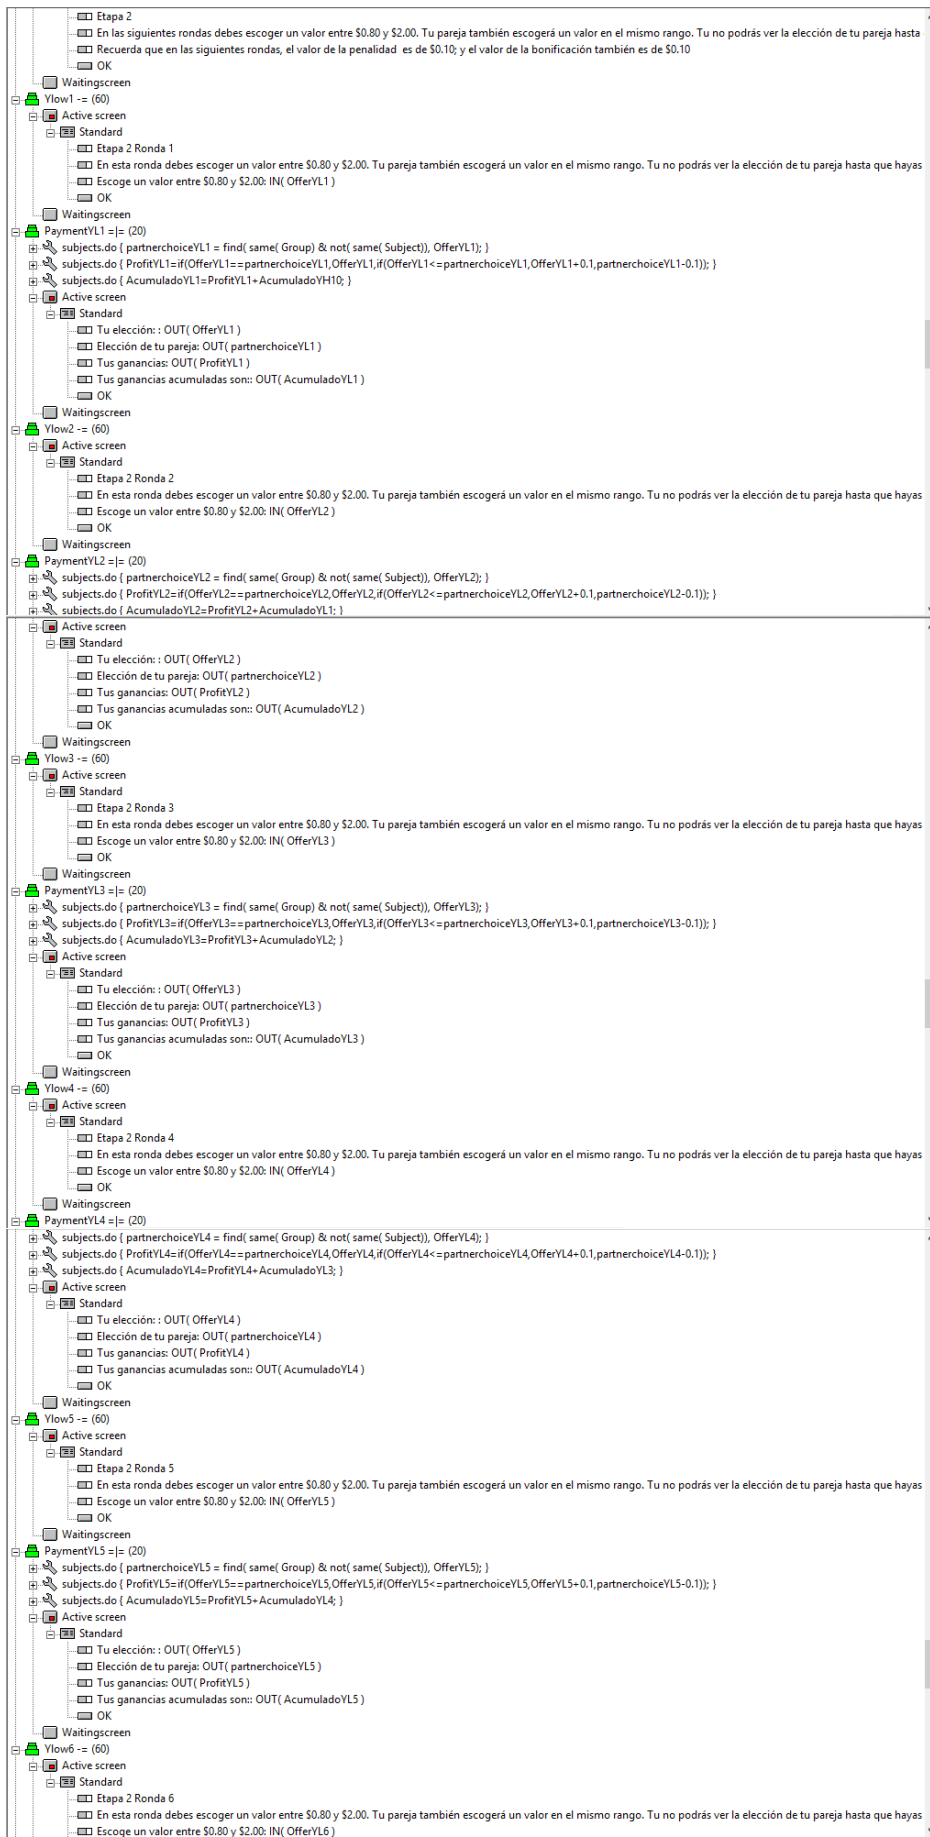 Etapa 2
En las siguientes rondas debes escoger un valor entre $0.80 y $2.00. Tu pareja también escogerá un valor en el mismo rango. Tu no podrás ver la elección de tu pareja hasta
Recuerda que en las siguientes rondas, el valor de la penalidad es de $0.10; y el valor de la bonificación también es de $0.10
OK
Waitingscreen
Ylow1 -= (60)
Active screen
Standard
Etapa 2 Ronda 1
En esta ronda debes escoger un valor entre $0.80 y $2.00. Tu pareja también escogerá un valor en el mismo rango. Tu no podrás ver la elección de tu pareja hasta que hayas
Escoge un valor entre $0.80 y $2.00: IN( OfferYL1 )
OK
Waitingscreen
PaymentYL1 =|= (20)
subjects.do { partnerchoiceYL1 = find( same( Group) & not( same( Subject)), OfferYL1); }
subjects.do { ProfitYL1=if(OfferYL1==partnerchoiceYL1,OfferYL1,if(OfferYL1<=partnerchoiceYL1,OfferYL1+0.1,partnerchoiceYL1-0.1)); }
subjects.do { AcumuladoYL1=ProfitYL1+AcumuladoYH10; }
Active screen
Standard
Tu elección: : OUT( OfferYL1 )
Elección de tu pareja: OUT( partnerchoiceYL1 )
Tus ganancias: OUT( ProfitYL1 )
Tus ganancias acumuladas son:: OUT( AcumuladoYL1 )
OK
Waitingscreen
Ylow2 -= (60)
Active screen
Standard
Etapa 2 Ronda 2
En esta ronda debes escoger un valor entre $0.80 y $2.00. Tu pareja también escogerá un valor en el mismo rango. Tu no podrás ver la elección de tu pareja hasta que hayas
Escoge un valor entre $0.80 y $2.00: IN( OfferYL2 )
OK
Waitingscreen
PaymentYL2 =|= (20)
subjects.do { partnerchoiceYL2 = find( same( Group) & not( same( Subject)), OfferYL2); }
subjects.do { ProfitYL2=if(OfferYL2==partnerchoiceYL2,OfferYL2,if(OfferYL2<=partnerchoiceYL2,OfferYL2+0.1,partnerchoiceYL2-0.1)); }
subjects.do { AcumuladoYL2=ProfitYL2+AcumuladoYL1; }
Active screen
Standard
Tu elección: : OUT( OfferYL2 )
Elección de tu pareja: OUT( partnerchoiceYL2 )
Tus ganancias: OUT( ProfitYL2 )
Tus ganancias acumuladas son:: OUT( AcumuladoYL2 )
OK
Waitingscreen
Ylow3 -= (60)
Active screen
Standard
Etapa 2 Ronda 3
En esta ronda debes escoger un valor entre $0.80 y $2.00. Tu pareja también escogerá un valor en el mismo rango. Tu no podrás ver la elección de tu pareja hasta que hayas
Escoge un valor entre $0.80 y $2.00: IN( OfferYL3 )
OK
Waitingscreen
PaymentYL3 =|= (20)
subjects.do { partnerchoiceYL3 = find( same( Group) & not( same( Subject)), OfferYL3); }
subjects.do { ProfitYL3=if(OfferYL3==partnerchoiceYL3,OfferYL3,if(OfferYL3<=partnerchoiceYL3,OfferYL3+0.1,partnerchoiceYL3-0.1)); }
subjects.do { AcumuladoYL3=ProfitYL3+AcumuladoYL2; }
Active screen
Standard
Tu elección: : OUT( OfferYL3 )
Elección de tu pareja: OUT( partnerchoiceYL3 )
Tus ganancias: OUT( ProfitYL3 )
Tus ganancias acumuladas son:: OUT( AcumuladoYL3 )
OK
Waitingscreen
Ylow4 -= (60)
Active screen
Standard
Etapa 2 Ronda 4
En esta ronda debes escoger un valor entre $0.80 y $2.00. Tu pareja también escogerá un valor en el mismo rango. Tu no podrás ver la elección de tu pareja hasta que hayas
Escoge un valor entre $0.80 y $2.00: IN( OfferYL4 )
OK
Waitingscreen
PaymentYL4 =|= (20)
subjects.do { partnerchoiceYL4 = find( same( Group) & not( same( Subject)), OfferYL4); }
subjects.do { ProfitYL4=if(OfferYL4==partnerchoiceYL4,OfferYL4,if(OfferYL4<=partnerchoiceYL4,OfferYL4+0.1,partnerchoiceYL4-0.1)); }
subjects.do { AcumuladoYL4=ProfitYL4+AcumuladoYL3; }
Active screen
Standard
Tu elección: : OUT( OfferYL4 )
Elección de tu pareja: OUT( partnerchoiceYL4 )
Tus ganancias: OUT( ProfitYL4 )
Tus ganancias acumuladas son:: OUT( AcumuladoYL4 )
OK
Waitingscreen
Ylow5 -= (60)
Active screen
Standard
Etapa 2 Ronda 5
En esta ronda debes escoger un valor entre $0.80 y $2.00. Tu pareja también escogerá un valor en el mismo rango. Tu no podrás ver la elección de tu pareja hasta que hayas
Escoge un valor entre $0.80 y $2.00: IN( OfferYL5 )
OK
Waitingscreen
PaymentYL5 =|= (20)
subjects.do { partnerchoiceYL5 = find( same( Group) & not( same( Subject)), OfferYL5); }
subjects.do { ProfitYL5=if(OfferYL5==partnerchoiceYL5,OfferYL5,if(OfferYL5<=partnerchoiceYL5,OfferYL5+0.1,partnerchoiceYL5-0.1)); }
subjects.do { AcumuladoYL5=ProfitYL5+AcumuladoYL4; }
Active screen
Standard
Tu elección: : OUT( OfferYL5 )
Elección de tu pareja: OUT( partnerchoiceYL5 )
Tus ganancias: OUT( ProfitYL5 )
Tus ganancias acumuladas son:: OUT( AcumuladoYL5 )
OK
Waitingscreen
Ylow6 -= (60)
Active screen
Standard
Etapa 2 Ronda 6
En esta ronda debes escoger un valor entre $0.80 y $2.00. Tu pareja también escogerá un valor en el mismo rango. Tu no podrás ver la elección de tu pareja hasta que hayas
Escoge un valor entre $0.80 y $2.00: IN( OfferYL6 )